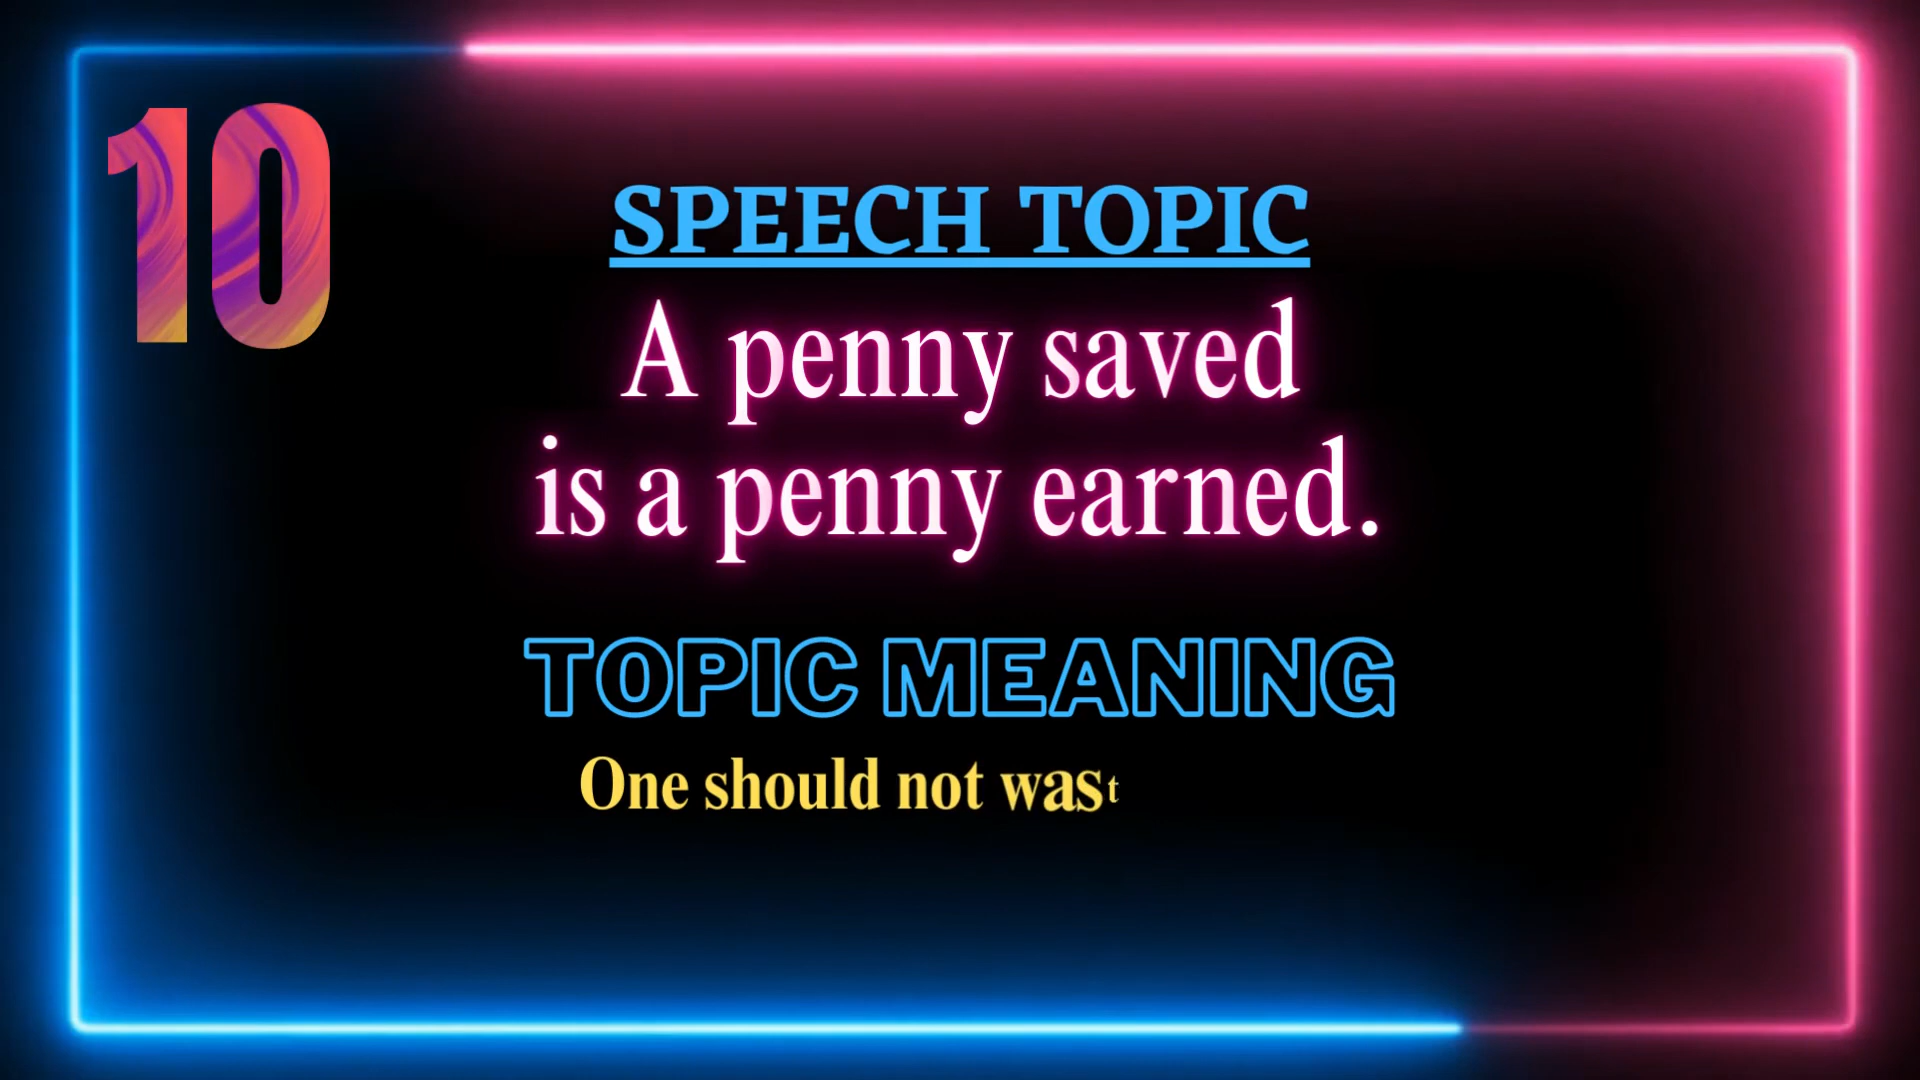 10
SPEECH TOPIC
A penny saved
is a penny earned.
TOPIC MEANING
One should not wast